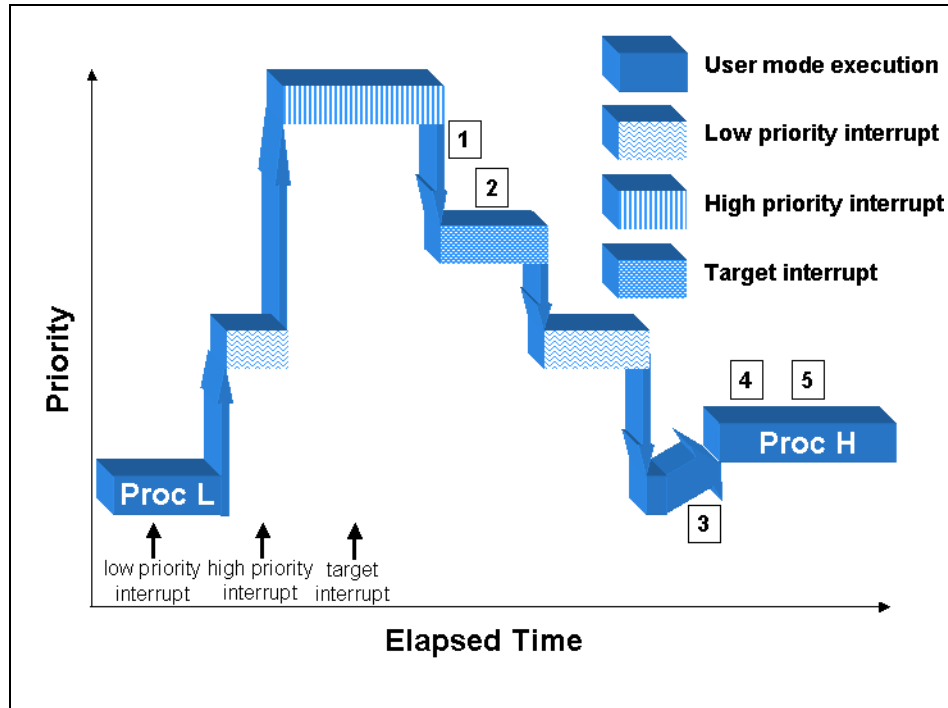 User mode execution
Low priority interrupt
High priority interrupt
Target interrupt
1
2
3
4
5
Proc L
Proc H
low priority
interrupt
high priority
interrupt
target
interrupt
Priority
Elapsed Time